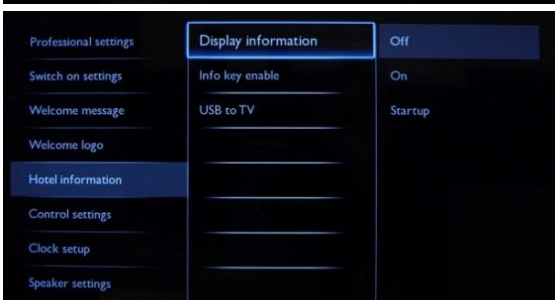 Professional settings
Switch on settings
Welcome message
Welcome logo
Hotel information
Control settings
Clock setup
Speaker settings
Display information
Info key enable
USB to TV
Off
On
Startup